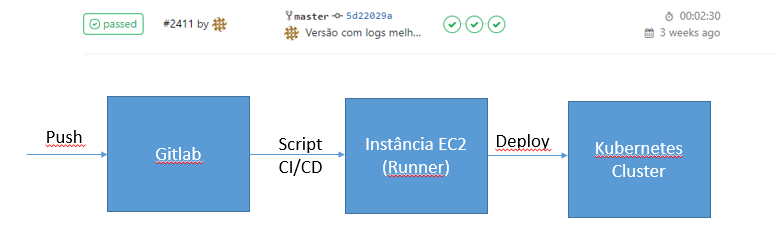 passed
#2411 by
master 5d22029a
Versão com logs melh...
00:02:30
3 weeks ago
Push
Gitlab
Script
CI/CD
Instância EC2
(Runner)
Deploy
Kubernetes
Cluster